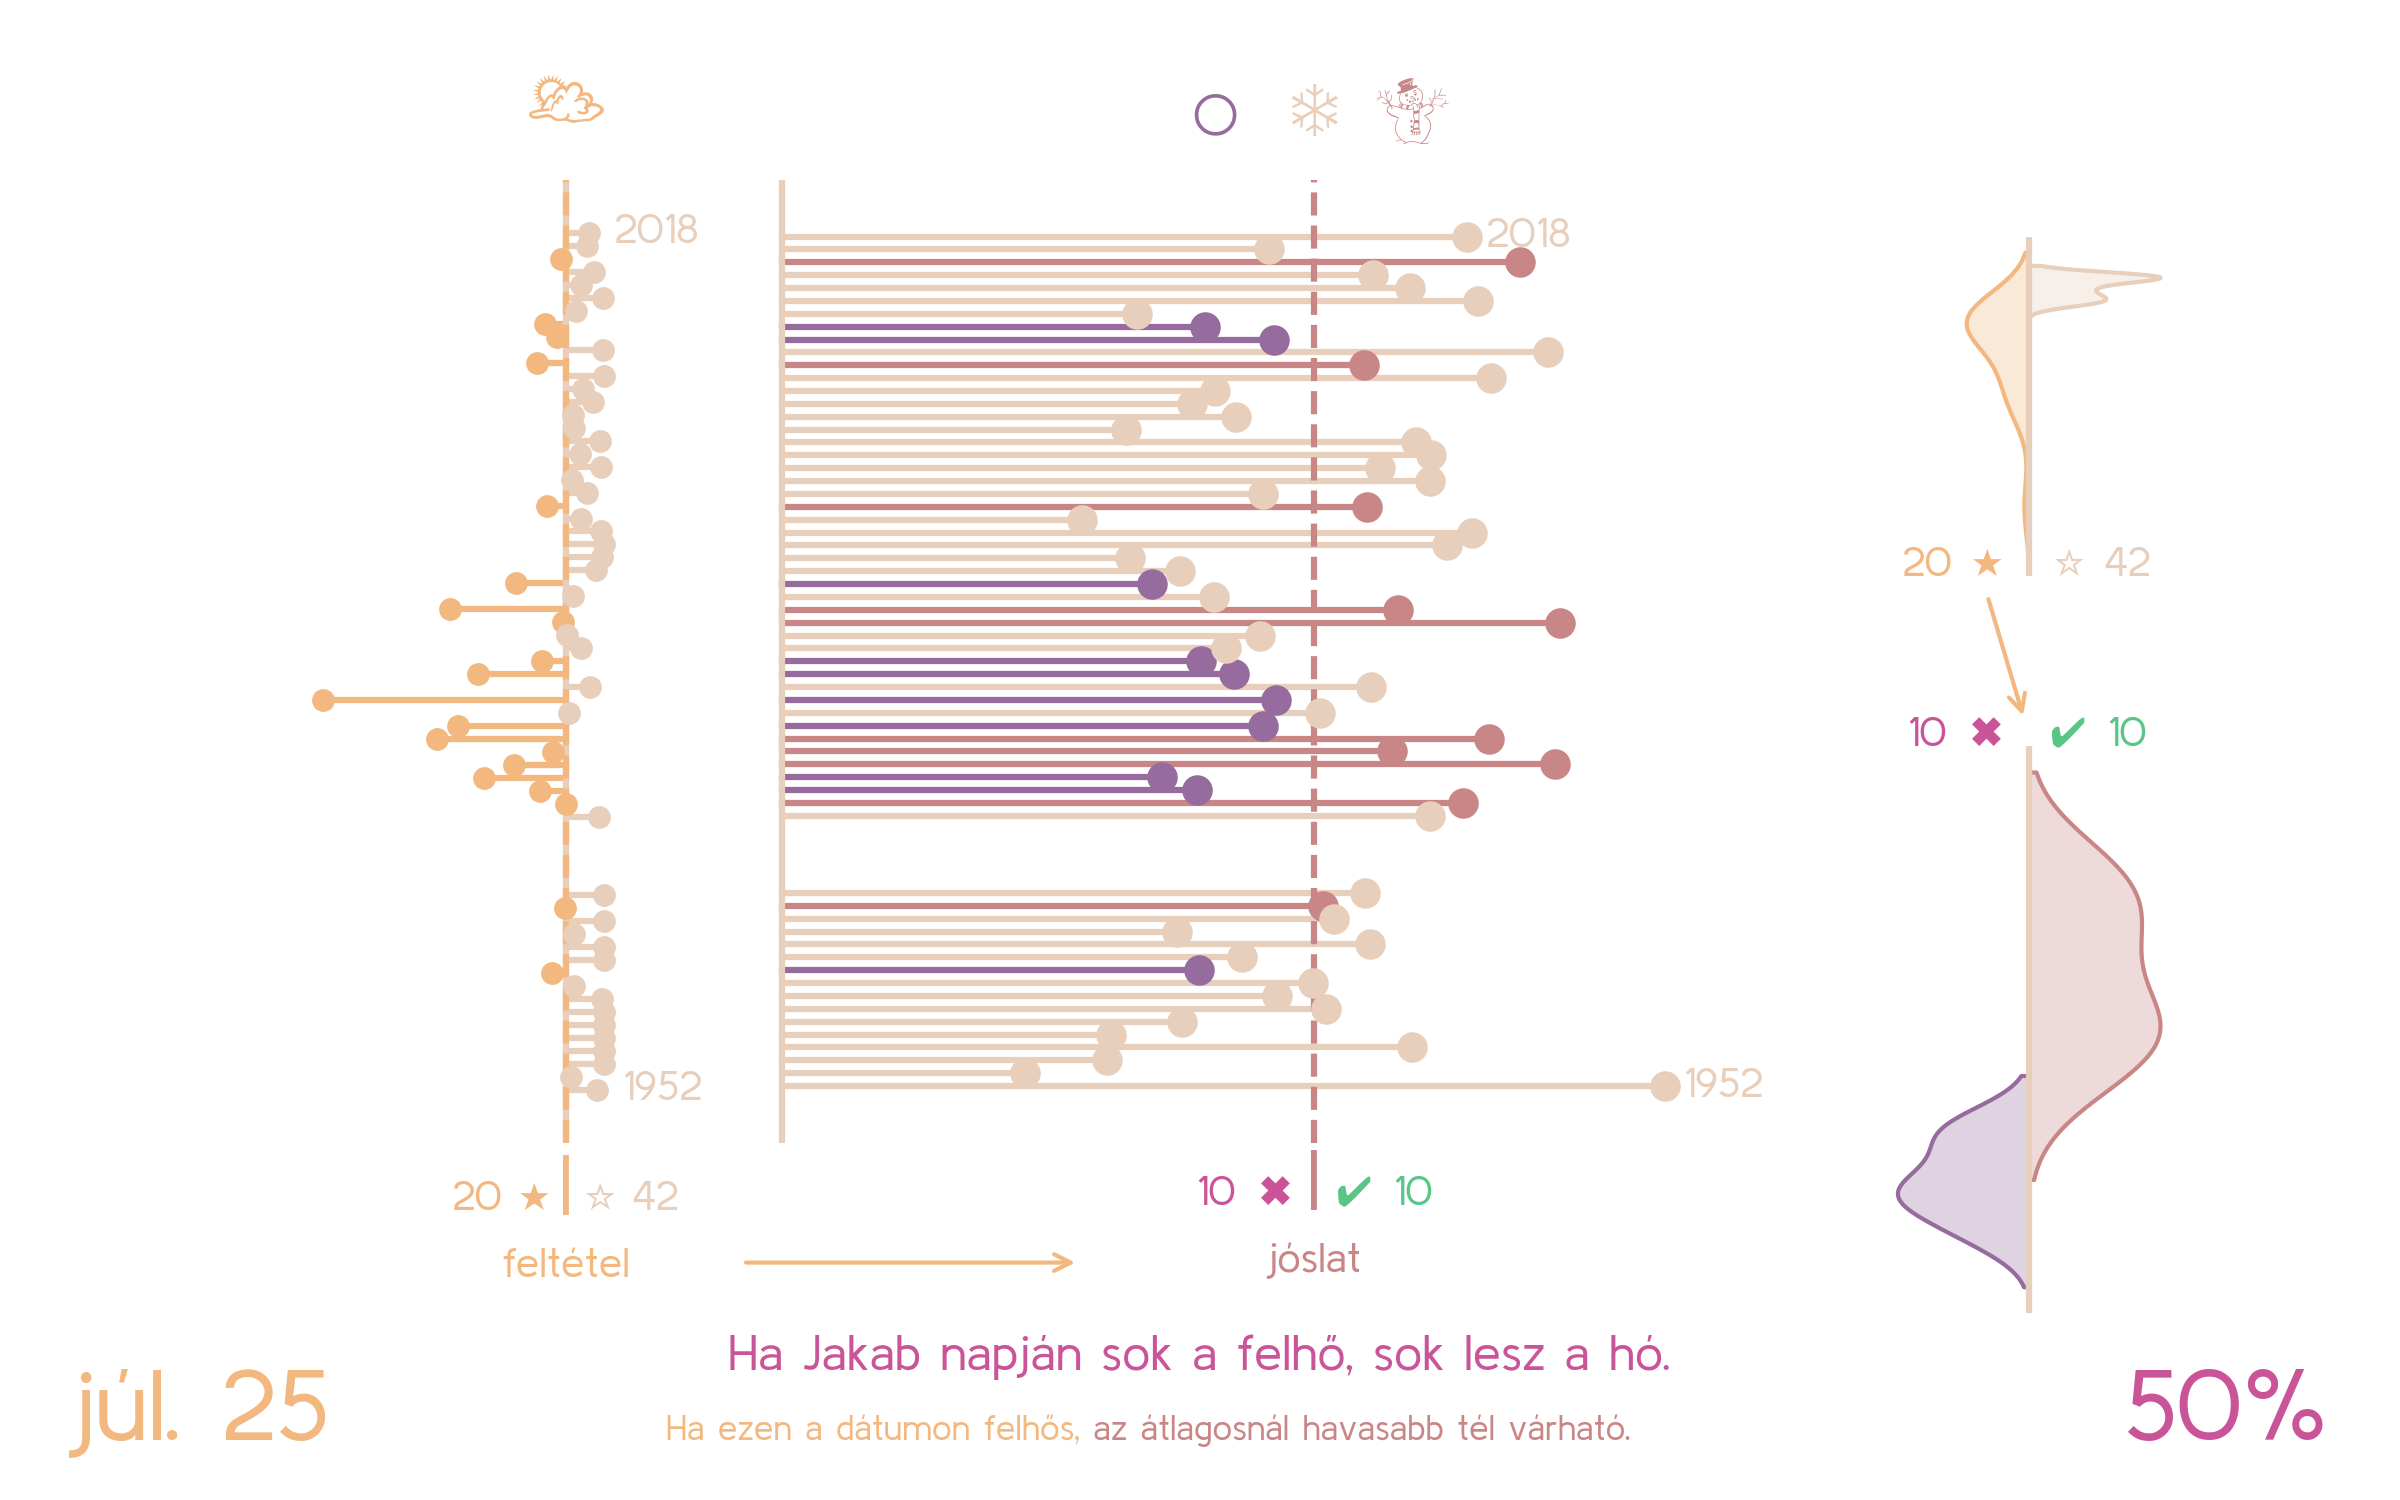 2018
2018
20 ★ ☆ 42
10 ✖ ✔ 10
1952
1952
20 ★ ☆ 42
10 ✖ ✔ 10
feltétel
jóslat
Ha Jakab napján sok a felhő, sok lesz a hó.
júl. 25
50%
Ha ezen a dátumon felhős, az átlagosnál havasabb tél várható.